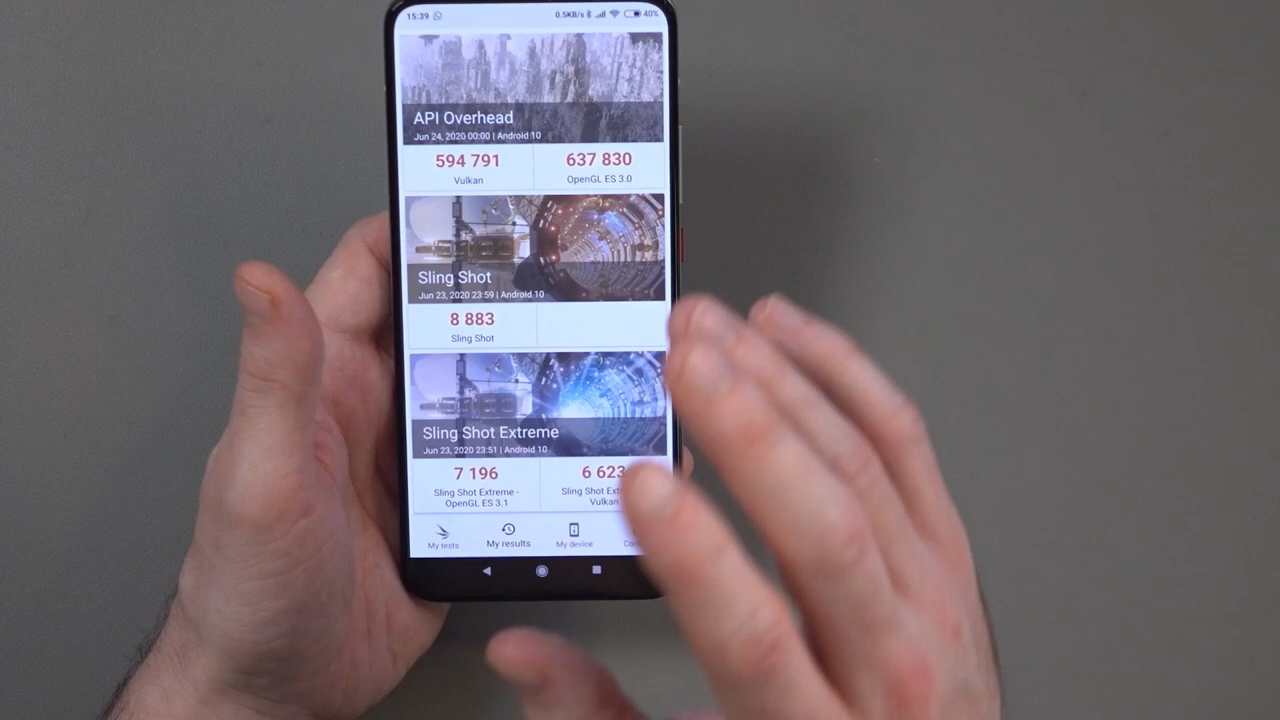 15:39 0.5KB/s 40%
API Overhead
Jun 24, 2020 00:00 | Android 10
594 791 637 830
Vulkan OpenGL ES 3.0
Sling Shot
Jun 23, 2020 23:59 | Android 10
8 883
Sling Shot
Sling Shot Extreme
Jun 23, 2020 23:51 | Android 10
7 196 6 623
Sling Shot Extreme - Sling Shot
OpenGL ES 3.1 Vulkan
My tests My results My device